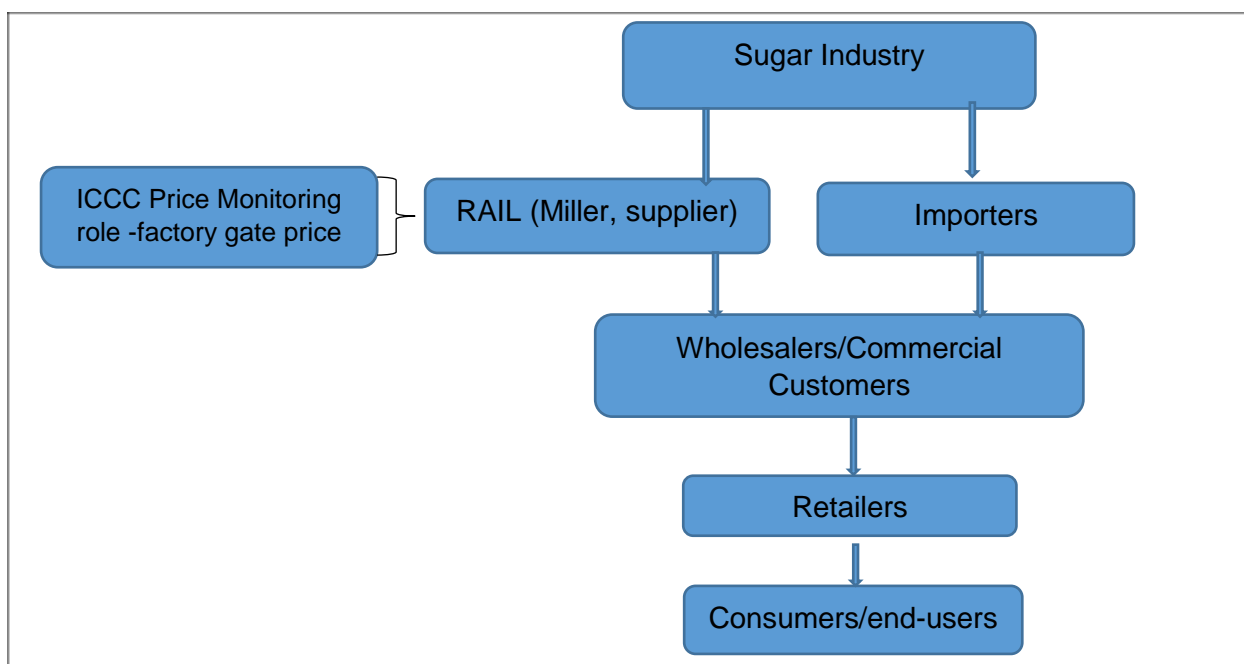 Sugar Industry
ICCC Price Monitoring
role -factory gate price
RAIL (Miller, supplier)
Importers
Wholesalers/Commercial
Customers
Retailers
Consumers/end-users